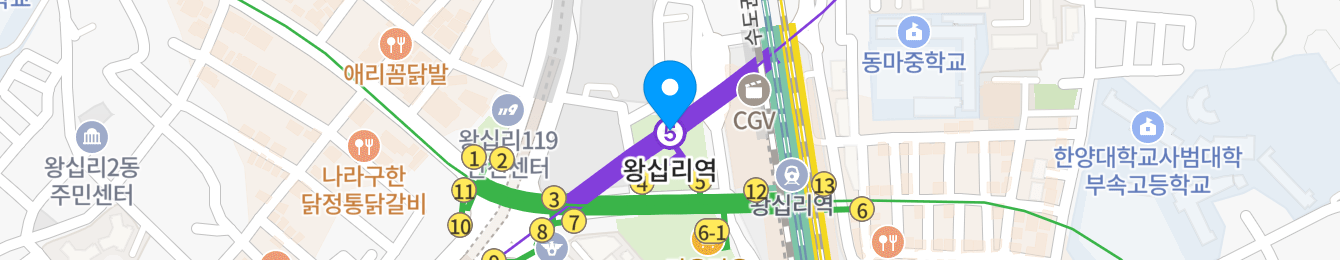 수도권
동마중학교
애리꼼닭발
CGV
5
왕십리119
안전센터
왕십리2동
주민센터
나라구한
닭정통닭갈비
왕십리역
한양대학교사범대학
부속고등학교
1
2
11
3
4
5
12
13
왕십리역
10
8
7
6-1
6
9